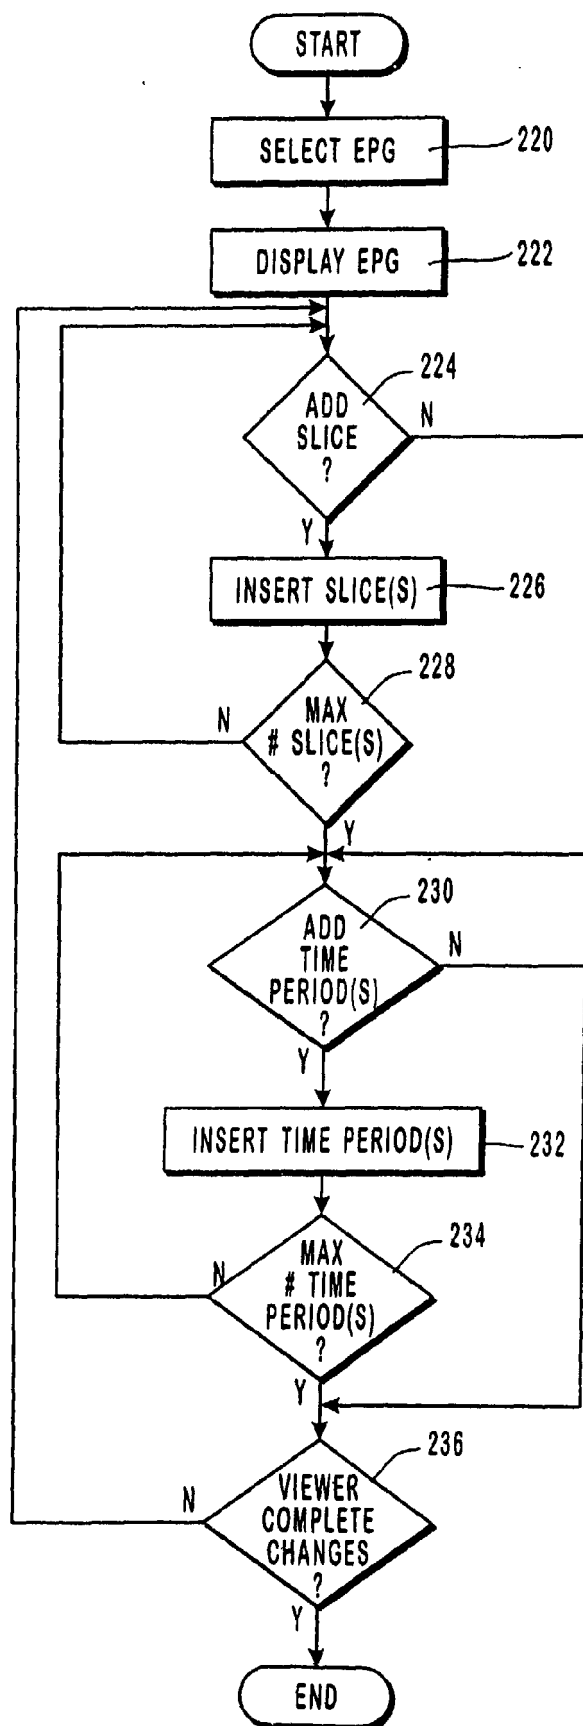 START
SELECT EPG
220
DISPLAY EPG
222
224
ADD
SLICE
?
N
Y
INSERT SLICE(S)
226
228
MAX
# SLICE(S)
?
N
Y
230
ADD
TIME
PERIOD(S)
?
N
Y
INSERT TIME PERIOD(S)
232
234
MAX
# TIME
PERIOD(S)
?
N
Y
236
VIEWER
COMPLETE
CHANGES
?
N
Y
END